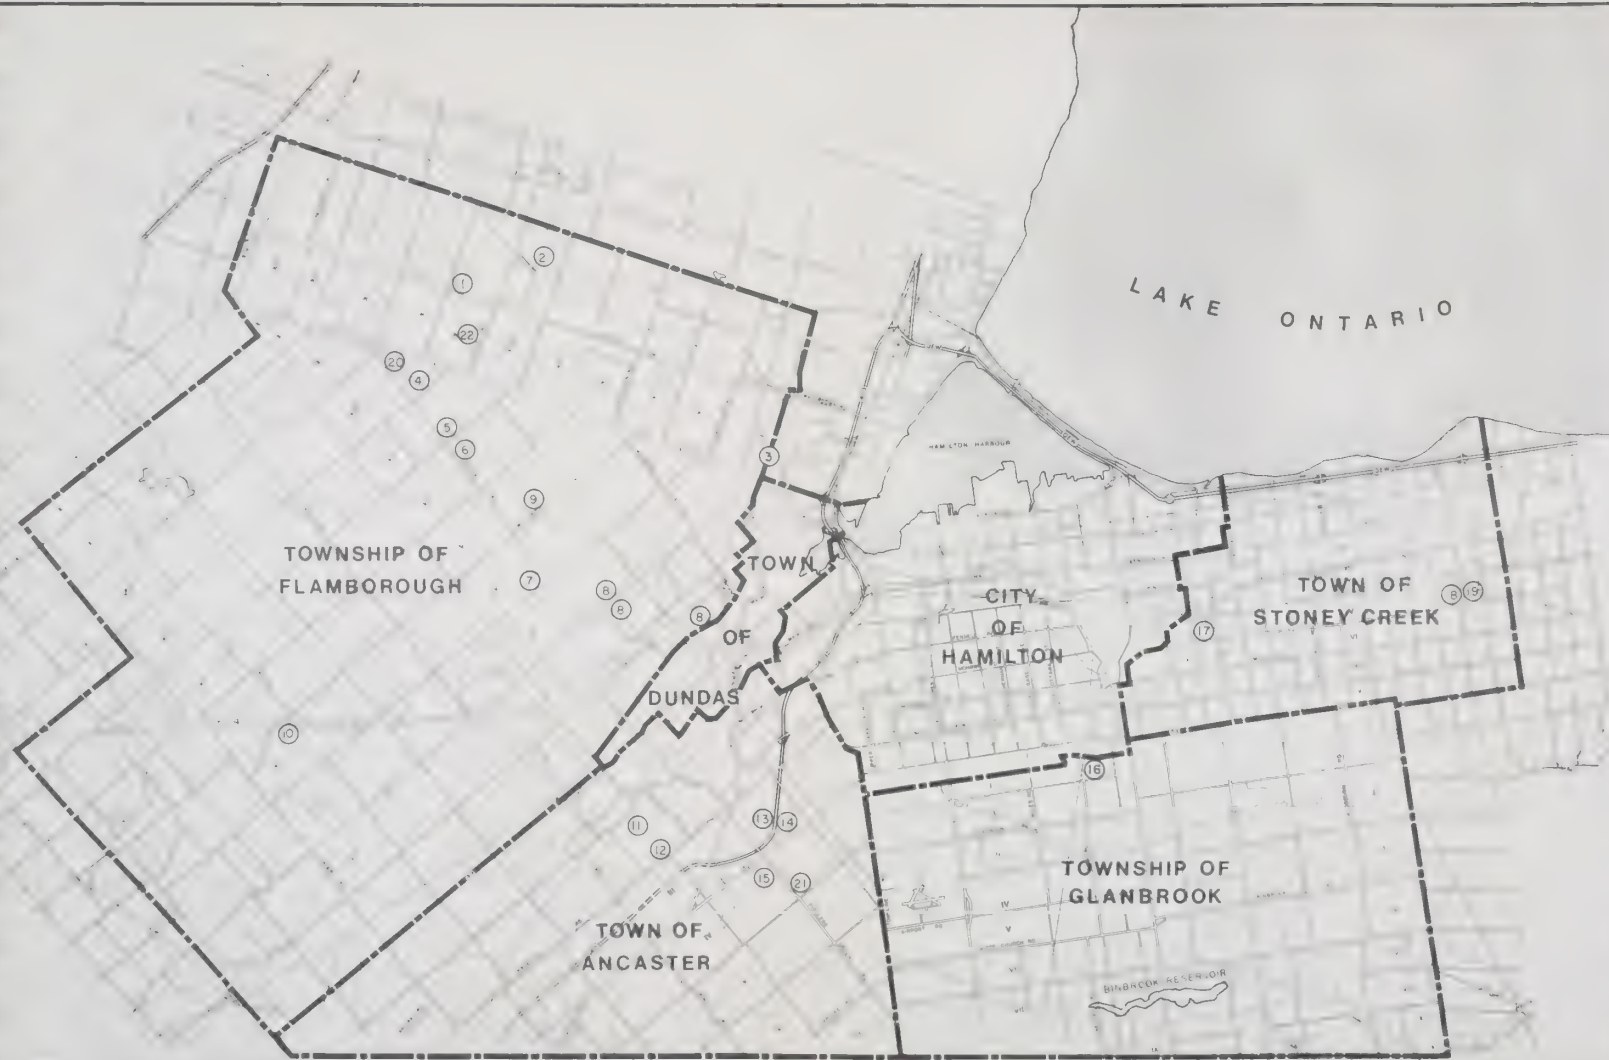 LAKE ONTARIO
2
1
22
20
4
5
6
HAMILTON HARBOUR
3
9
TOWNSHIP OF
FLAMBOROUGH
TOWN
OF
DUNDAS
7
8
8
8
CITY
OF
HAMILTON
TOWN OF
STONEY CREEK
8
19
17
10
16
11
12
13
14
15
21
TOWNSHIP OF
GLANBROOK
TOWN OF
ANCASTER
IV
V
BINBROOK RESERVOIR